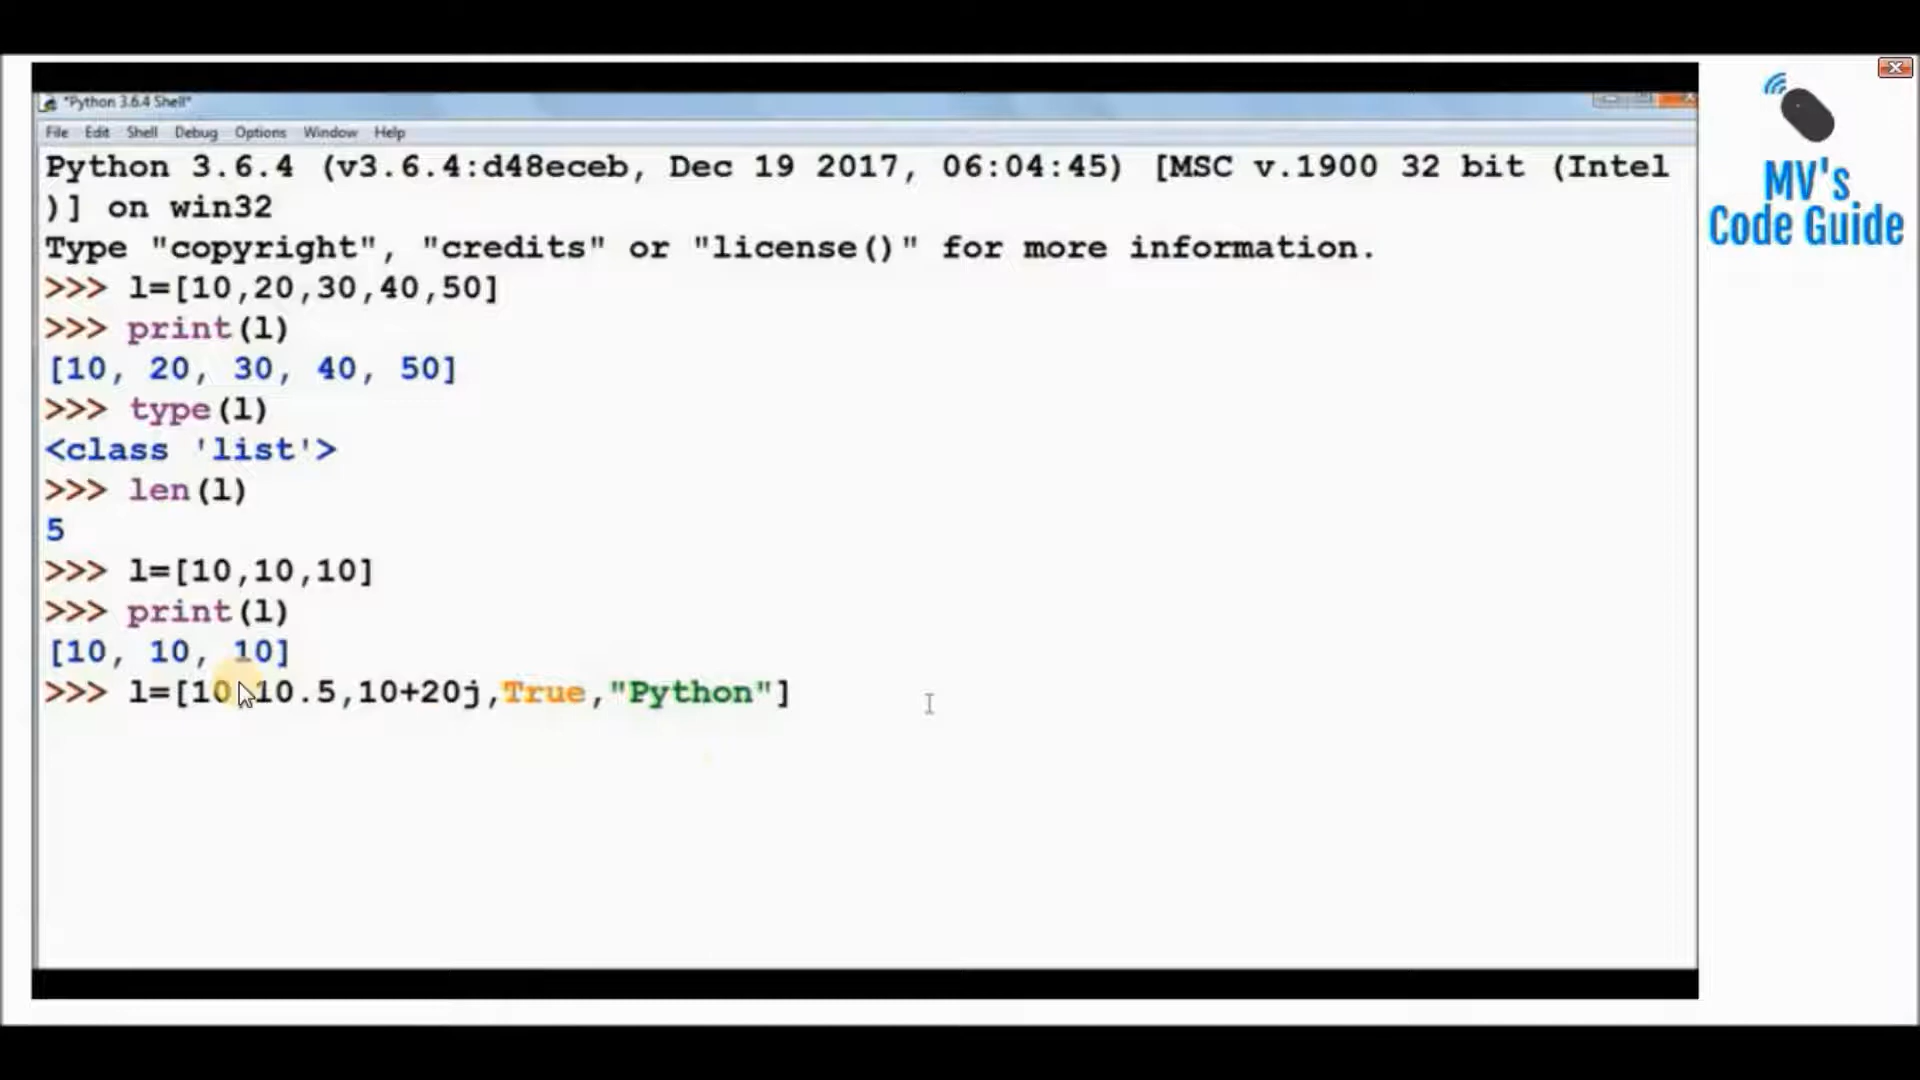 *Python 3.6.4 Shell*
File Edit Shell Debug Options Window Help
Python 3.6.4 (v3.6.4:d48eceb, Dec 19 2017, 06:04:45) [MSC v.1900 32 bit (Intel
)] on win32
Type "copyright", "credits" or "license()" for more information.
>>> l=[10,20,30,40,50]
>>> print(l)
[10, 20, 30, 40, 50]
>>> type(l)
<class 'list'>
>>> len(l)
5
>>> l=[10,10,10]
>>> print(l)
[10, 10, 10]
>>> l=[10,10.5,10+20j,True,"Python"]
MV's
Code Guide